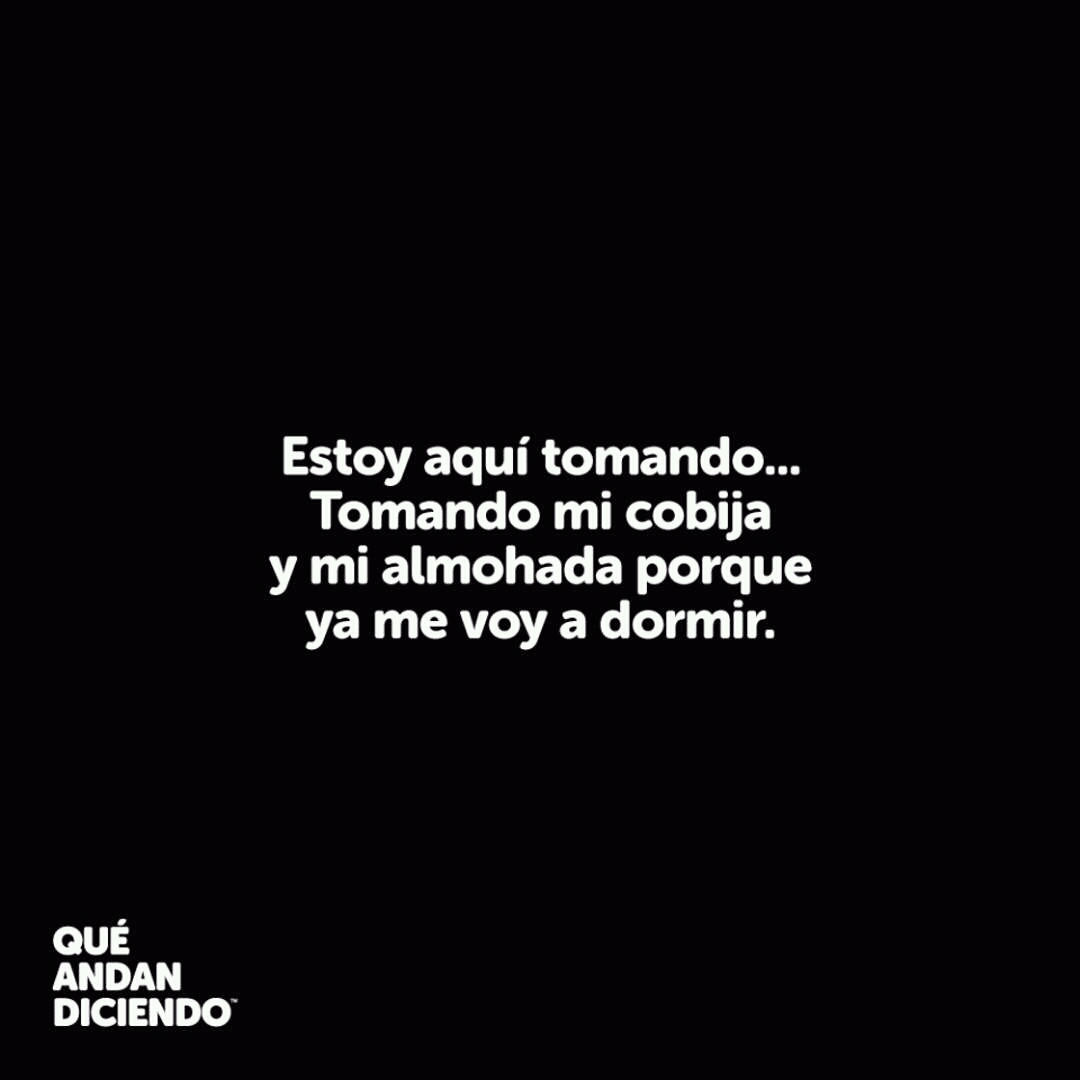 Estoy aquí tomando...
Tomando mi cobija
y mi almohada porque
ya me voy a dormir.
QUÉ
ANDAN
DICIENDO™